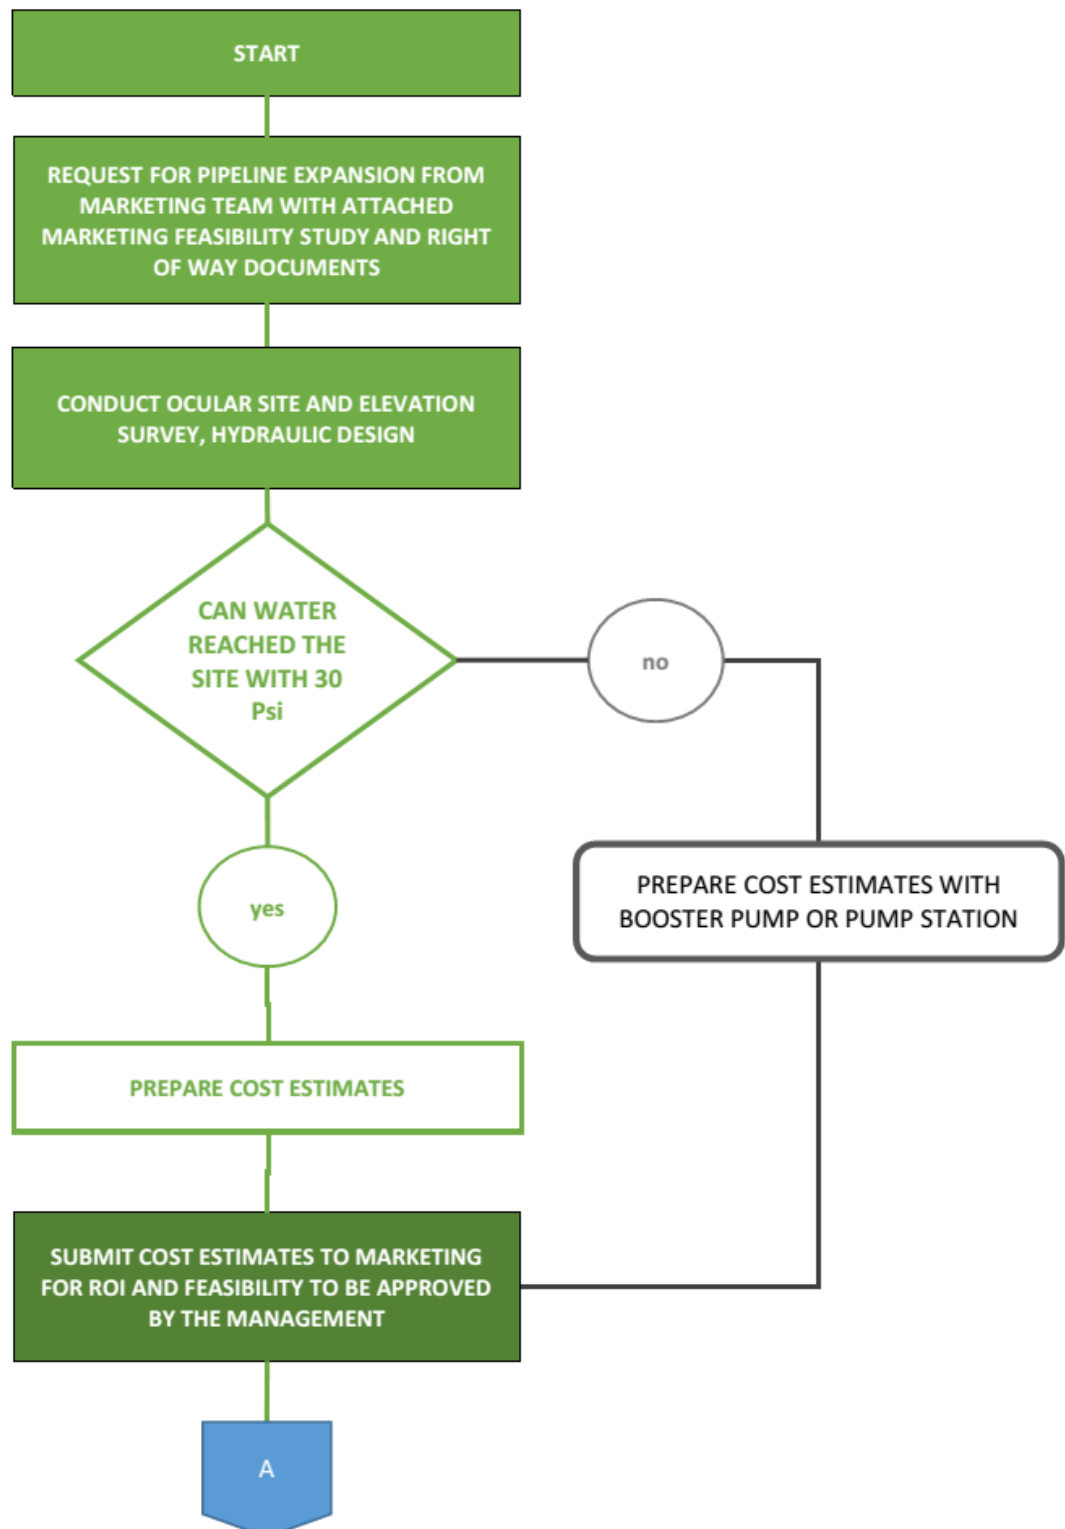 START
REQUEST FOR PIPELINE EXPANSION FROM
MARKETING TEAM WITH ATTACHED
MARKETING FEASIBILITY STUDY AND RIGHT
OF WAY DOCUMENTS
CONDUCT OCULAR SITE AND ELEVATION
SURVEY, HYDRAULIC DESIGN
CAN WATER
REACHED THE
SITE WITH 30
Psi
no
yes
PREPARE COST ESTIMATES WITH
BOOSTER PUMP OR PUMP STATION
PREPARE COST ESTIMATES
SUBMIT COST ESTIMATES TO MARKETING
FOR ROI AND FEASIBILITY TO BE APPROVED
BY THE MANAGEMENT
A